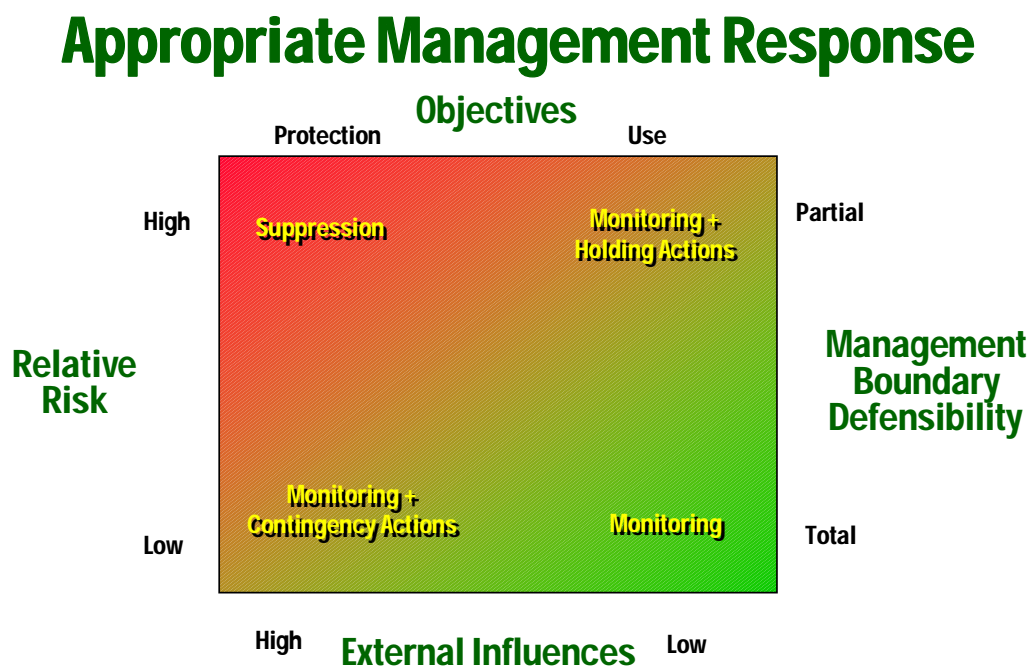 Appropriate Management Response
Objectives
Protection
Use
High
Suppression
Monitoring +
Holding Actions
Partial
Relative
Risk
Management
Boundary
Defensibility
Monitoring +
Contingency Actions
Monitoring
Low
Total
High
External Influences
Low